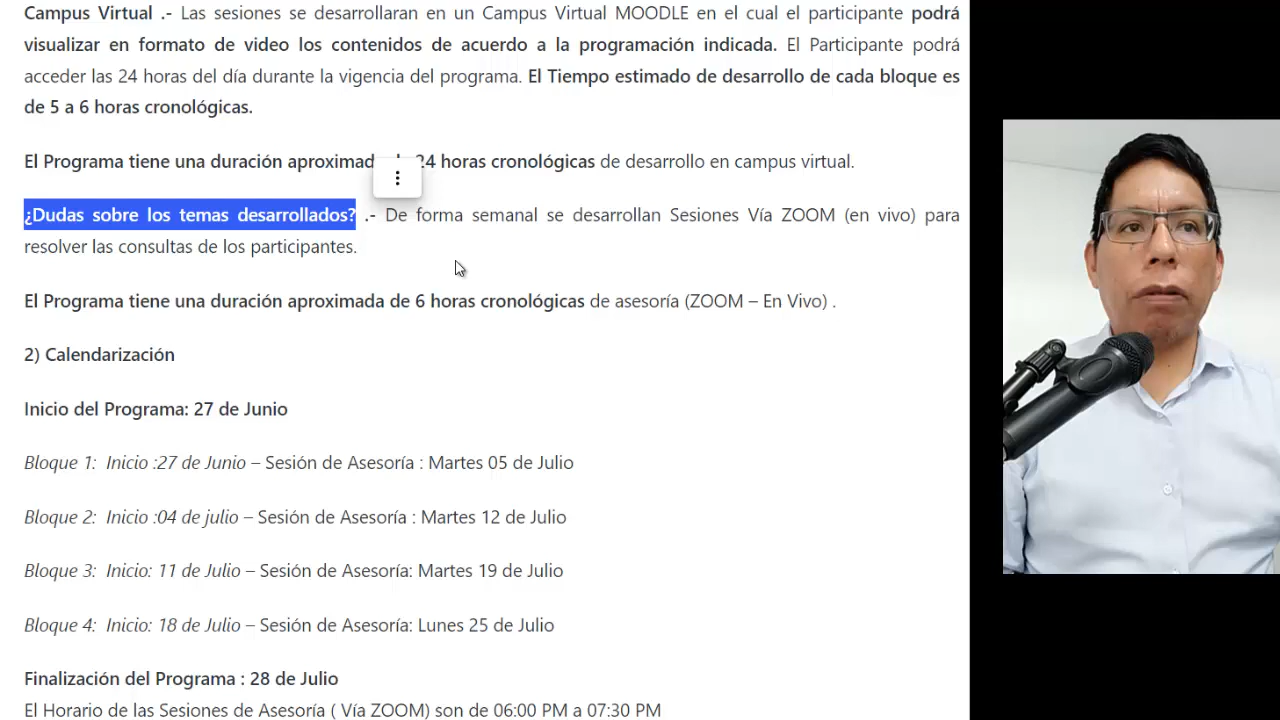 Campus Virtual .- Las sesiones se desarrollaran en un Campus Virtual MOODLE en el cual el participante podrá
visualizar en formato de video los contenidos de acuerdo a la programación indicada. El Participante podrá
acceder las 24 horas del día durante la vigencia del programa. El Tiempo estimado de desarrollo de cada bloque es
de 5 a 6 horas cronológicas.
El Programa tiene una duración 24 horas cronológicas de desarrollo en campus virtual.
¿Dudas sobre los temas desarrollados? .- De forma semanal se desarrollan Sesiones Vía ZOOM (en vivo) para
resolver las consultas de los participantes.
El Programa tiene una duración aproximada de 6 horas cronológicas de asesoría (ZOOM – En Vivo) .
2) Calendarización
Inicio del Programa: 27 de Junio
Bloque 1: Inicio :27 de Junio – Sesión de Asesoría : Martes 05 de Julio
Bloque 2: Inicio :04 de julio – Sesión de Asesoría : Martes 12 de Julio
Bloque 3: Inicio: 11 de Julio – Sesión de Asesoría: Martes 19 de Julio
Bloque 4: Inicio: 18 de Julio – Sesión de Asesoría: Lunes 25 de Julio
Finalización del Programa : 28 de Julio
El Horario de las Sesiones de Asesoría ( Vía ZOOM) son de 06:00 PM a 07:30 PM